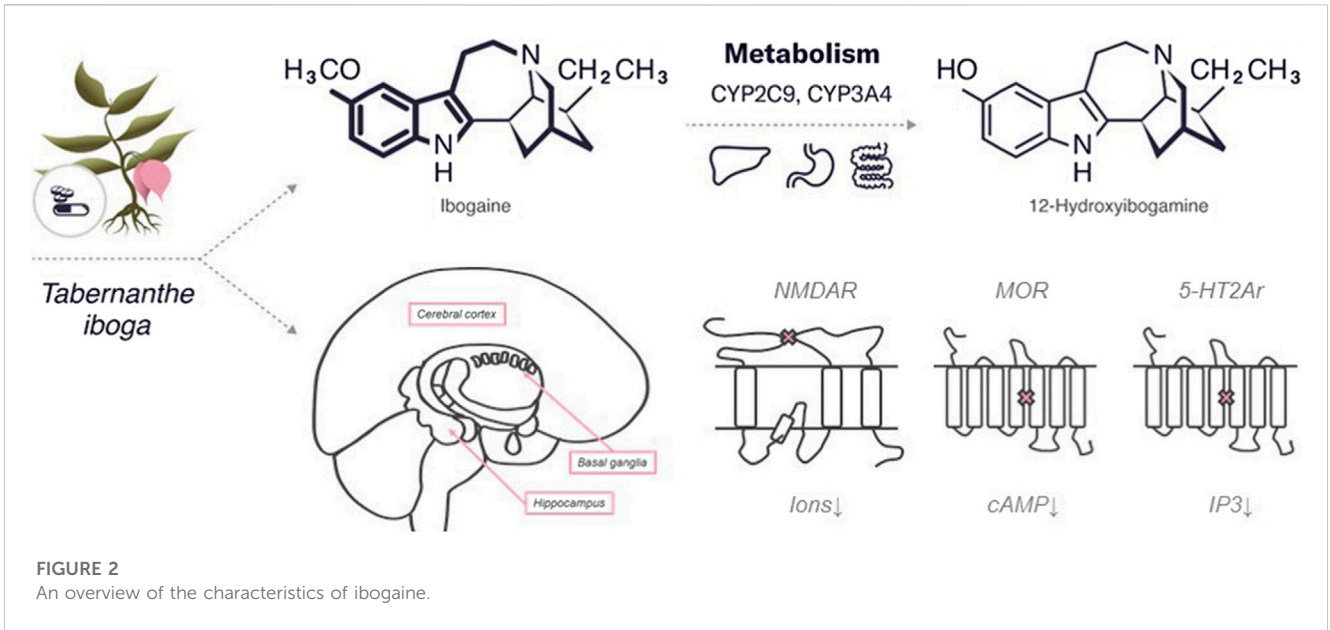 H₃CO
N
CH₂CH₃
N
H
Ibogaine
Metabolism
CYP2C9, CYP3A4
HO
N
CH₂CH₃
N
H
12-Hydroxyibogamine
Tabernanthe
iboga
Cerebral cortex
Basal ganglia
Hippocampus
NMDAR
MOR
5-HT2Ar
Ions↓
cAMP↓
IP3↓
FIGURE 2
An overview of the characteristics of ibogaine.